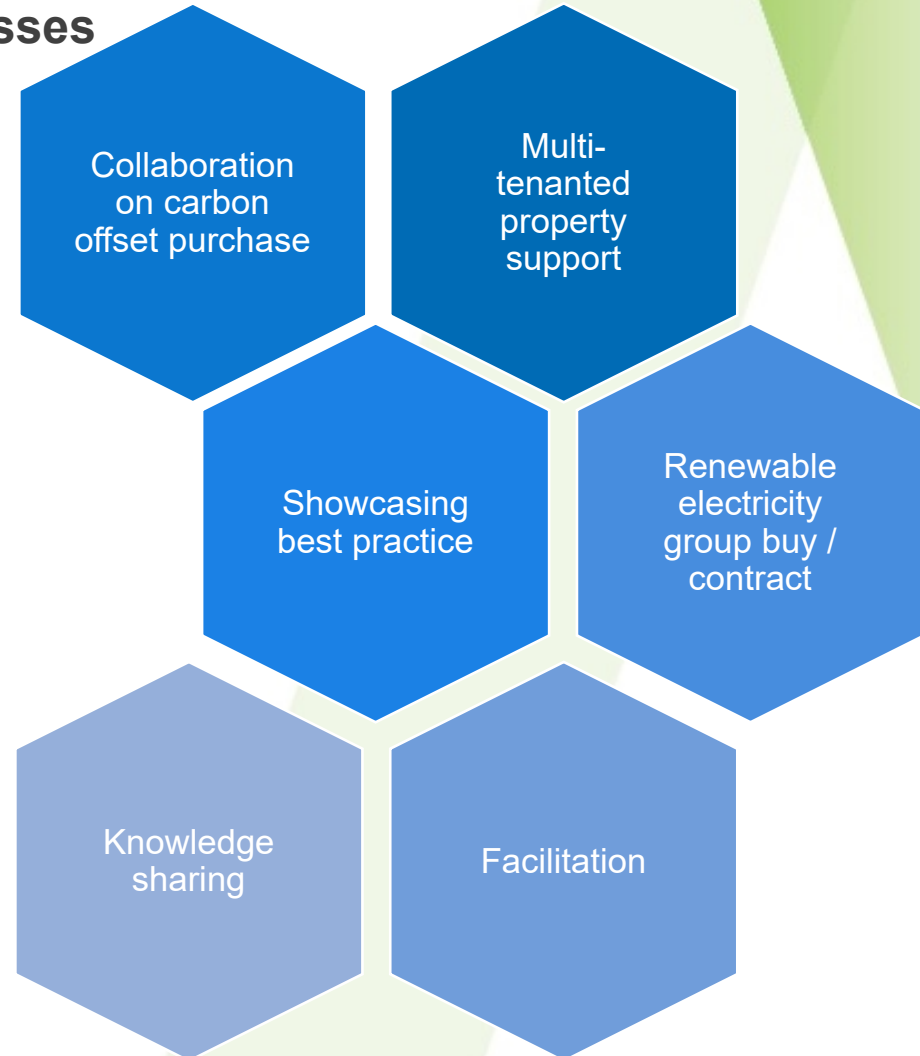 sses
Collaboration
on carbon
offset purchase
Multi-
tenanted
property
support
Showcasing
best practice
Renewable
electricity
group buy /
contract
Knowledge
sharing
Facilitation